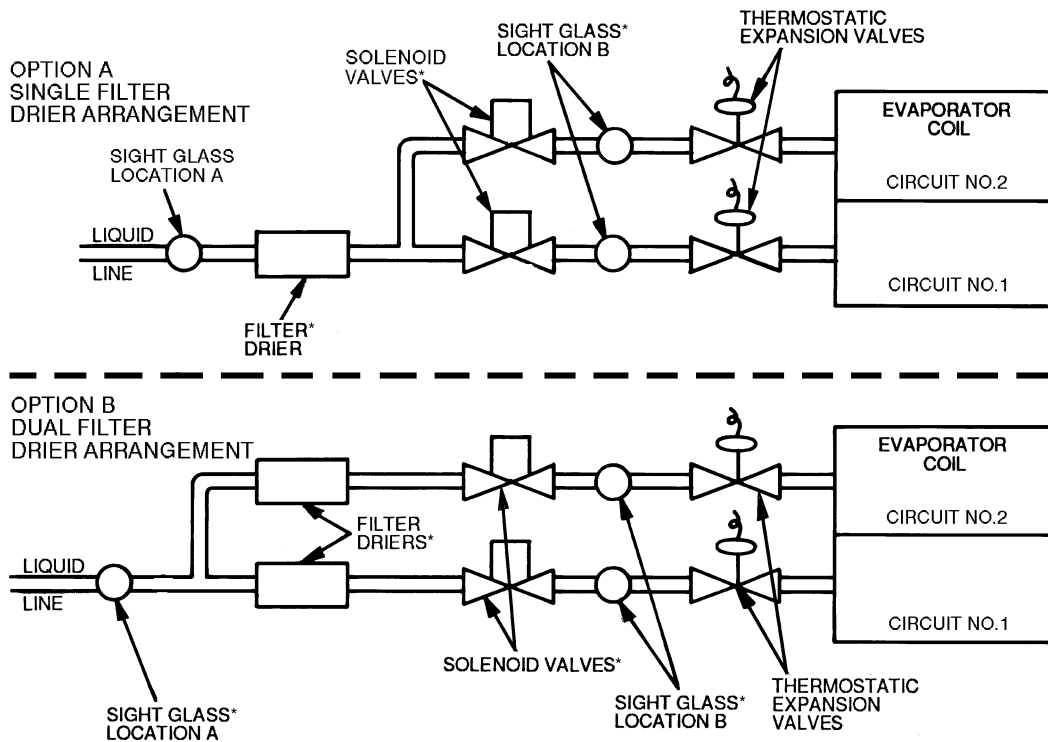 OPTION A
SINGLE FILTER
DRIER ARRANGEMENT
SIGHT GLASS
LOCATION A
SOLENOID
VALVES*
SIGHT GLASS*
LOCATION B
THERMOSTATIC
EXPANSION VALVES
LIQUID
LINE
FILTER*
DRIER
EVAPORATOR
COIL
CIRCUIT NO.2
CIRCUIT NO.1
OPTION B
DUAL FILTER
DRIER ARRANGEMENT
LIQUID
LINE
FILTER
DRIERS*
EVAPORATOR
COIL
CIRCUIT NO.2
CIRCUIT NO.1
SIGHT GLASS*
LOCATION A
SOLENOID VALVES*
SIGHT GLASS*
LOCATION B
THERMOSTATIC
EXPANSION
VALVES